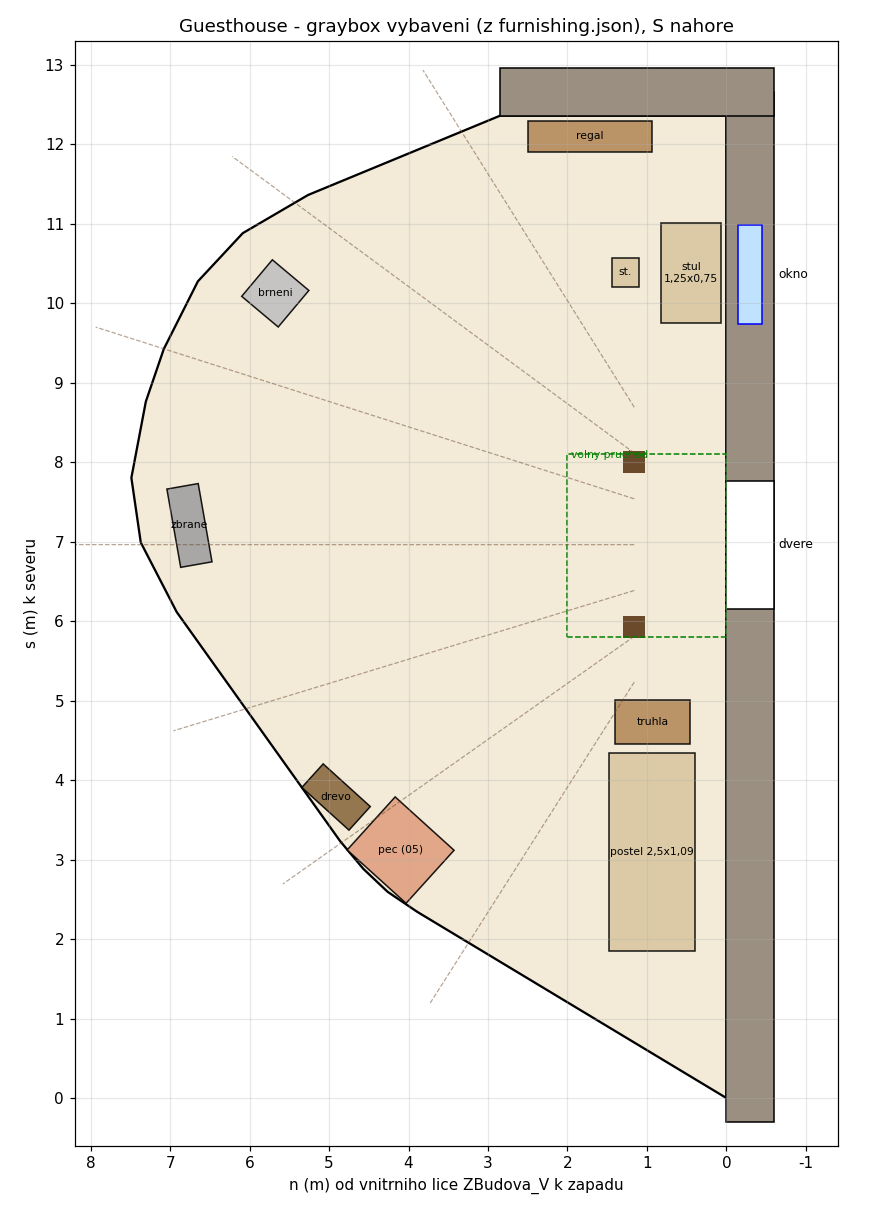 Guesthouse - graybox vybaveni (z furnishing.json), S nahore
13
12
11
10
9
8
7
6
5
4
3
2
1
0
s (m) k severu
regal
st.
stul
1,25x0,75
okno
brneni
volny pruchod
zbrane
dvere
truhla
drevo
pec (05)
postel 2,5x1,09
8
7
6
5
4
3
2
1
0
-1
n (m) od vnitrniho lice ZBudova_V k zapadu